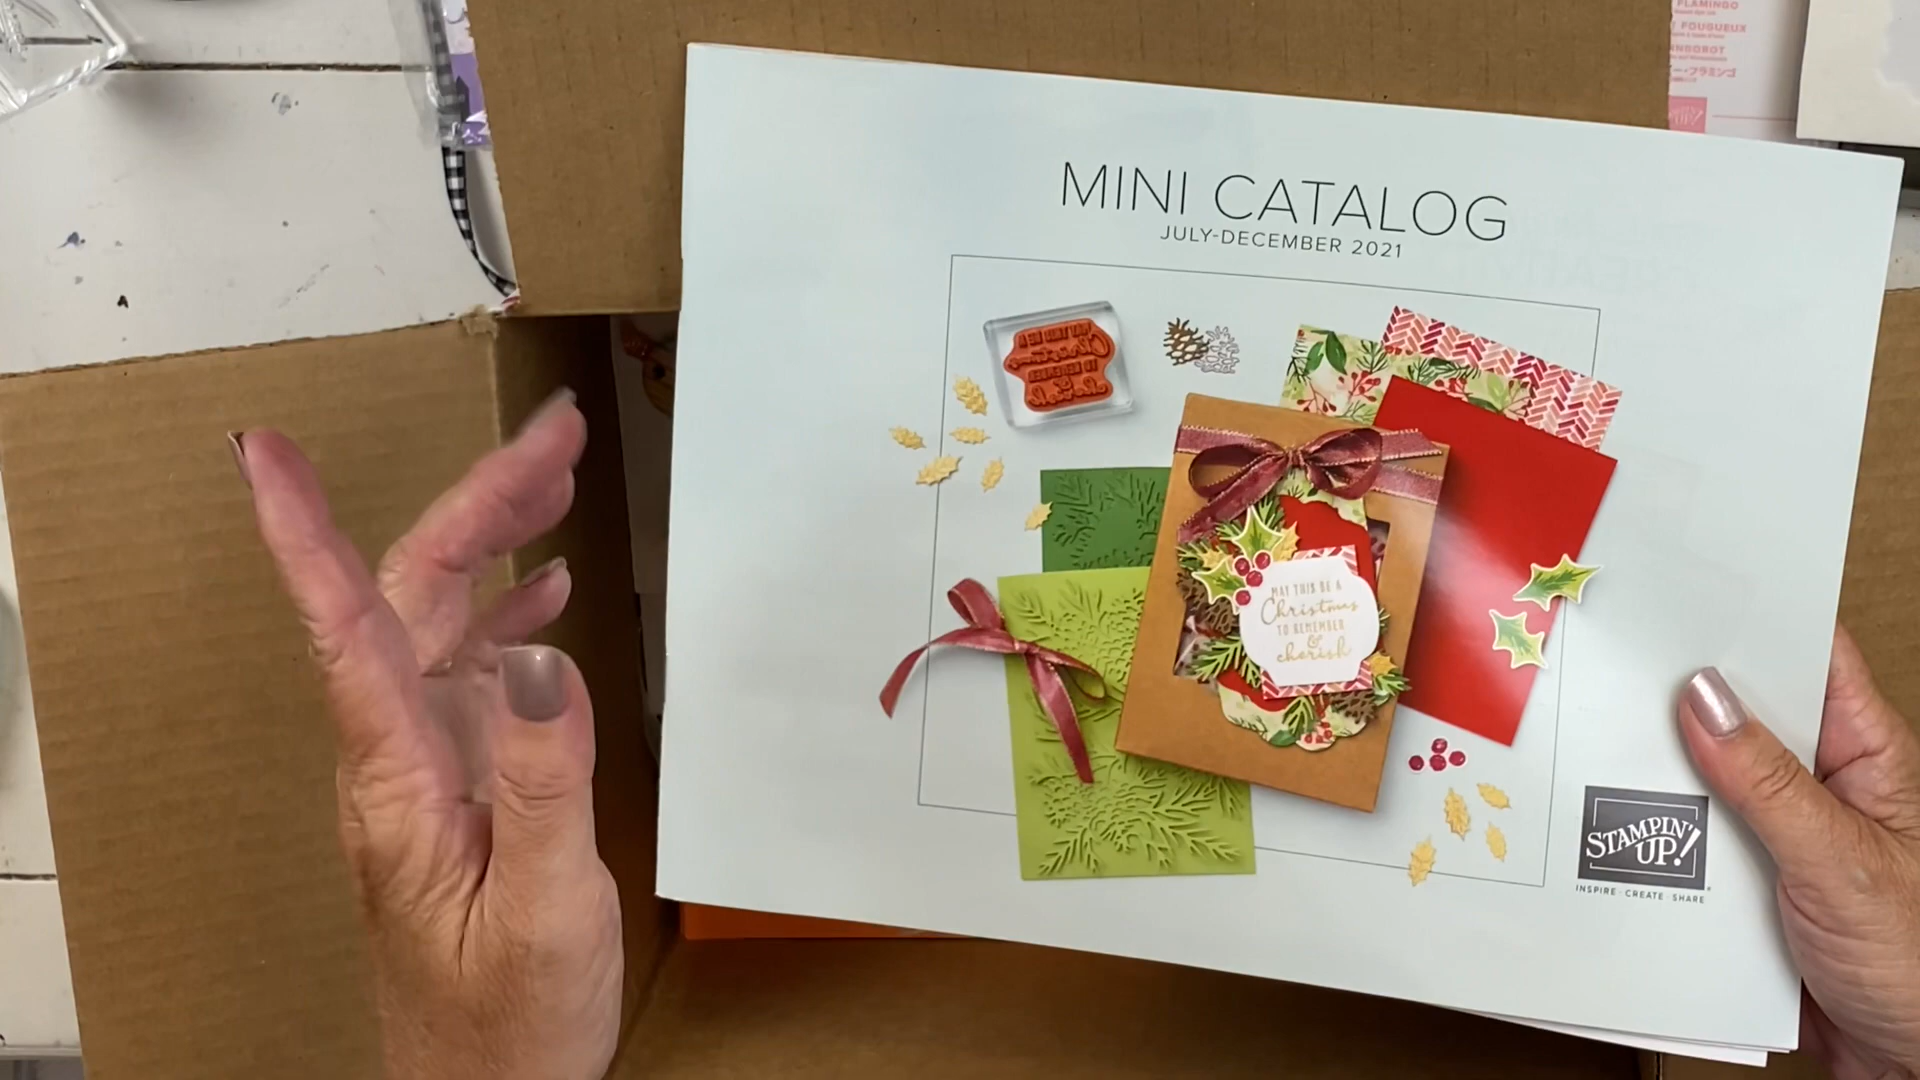 FLAMINGO
FOUGUEUX
MINI CATALOG
JULY-DECEMBER 2021
MAY THIS BE A
Christmas
TO REMEMBER
&
cherish
STAMPIN'
UP!
INSPIRE · CREATE · SHARE